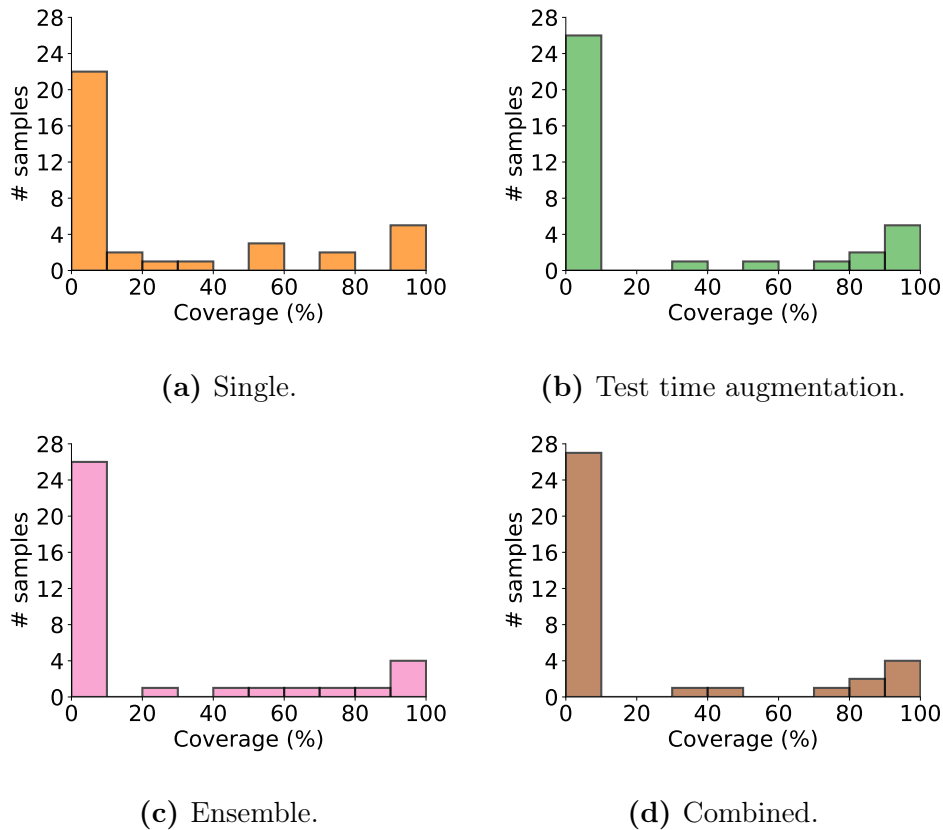 28
24
20
16
12
8
4
0
# samples
0 20 40 60 80 100
Coverage (%)
(a) Single.
28
24
20
16
12
8
4
0
# samples
0 20 40 60 80 100
Coverage (%)
(b) Test time augmentation.
28
24
20
16
12
8
4
0
# samples
0 20 40 60 80 100
Coverage (%)
(c) Ensemble.
28
24
20
16
12
8
4
0
# samples
0 20 40 60 80 100
Coverage (%)
(d) Combined.